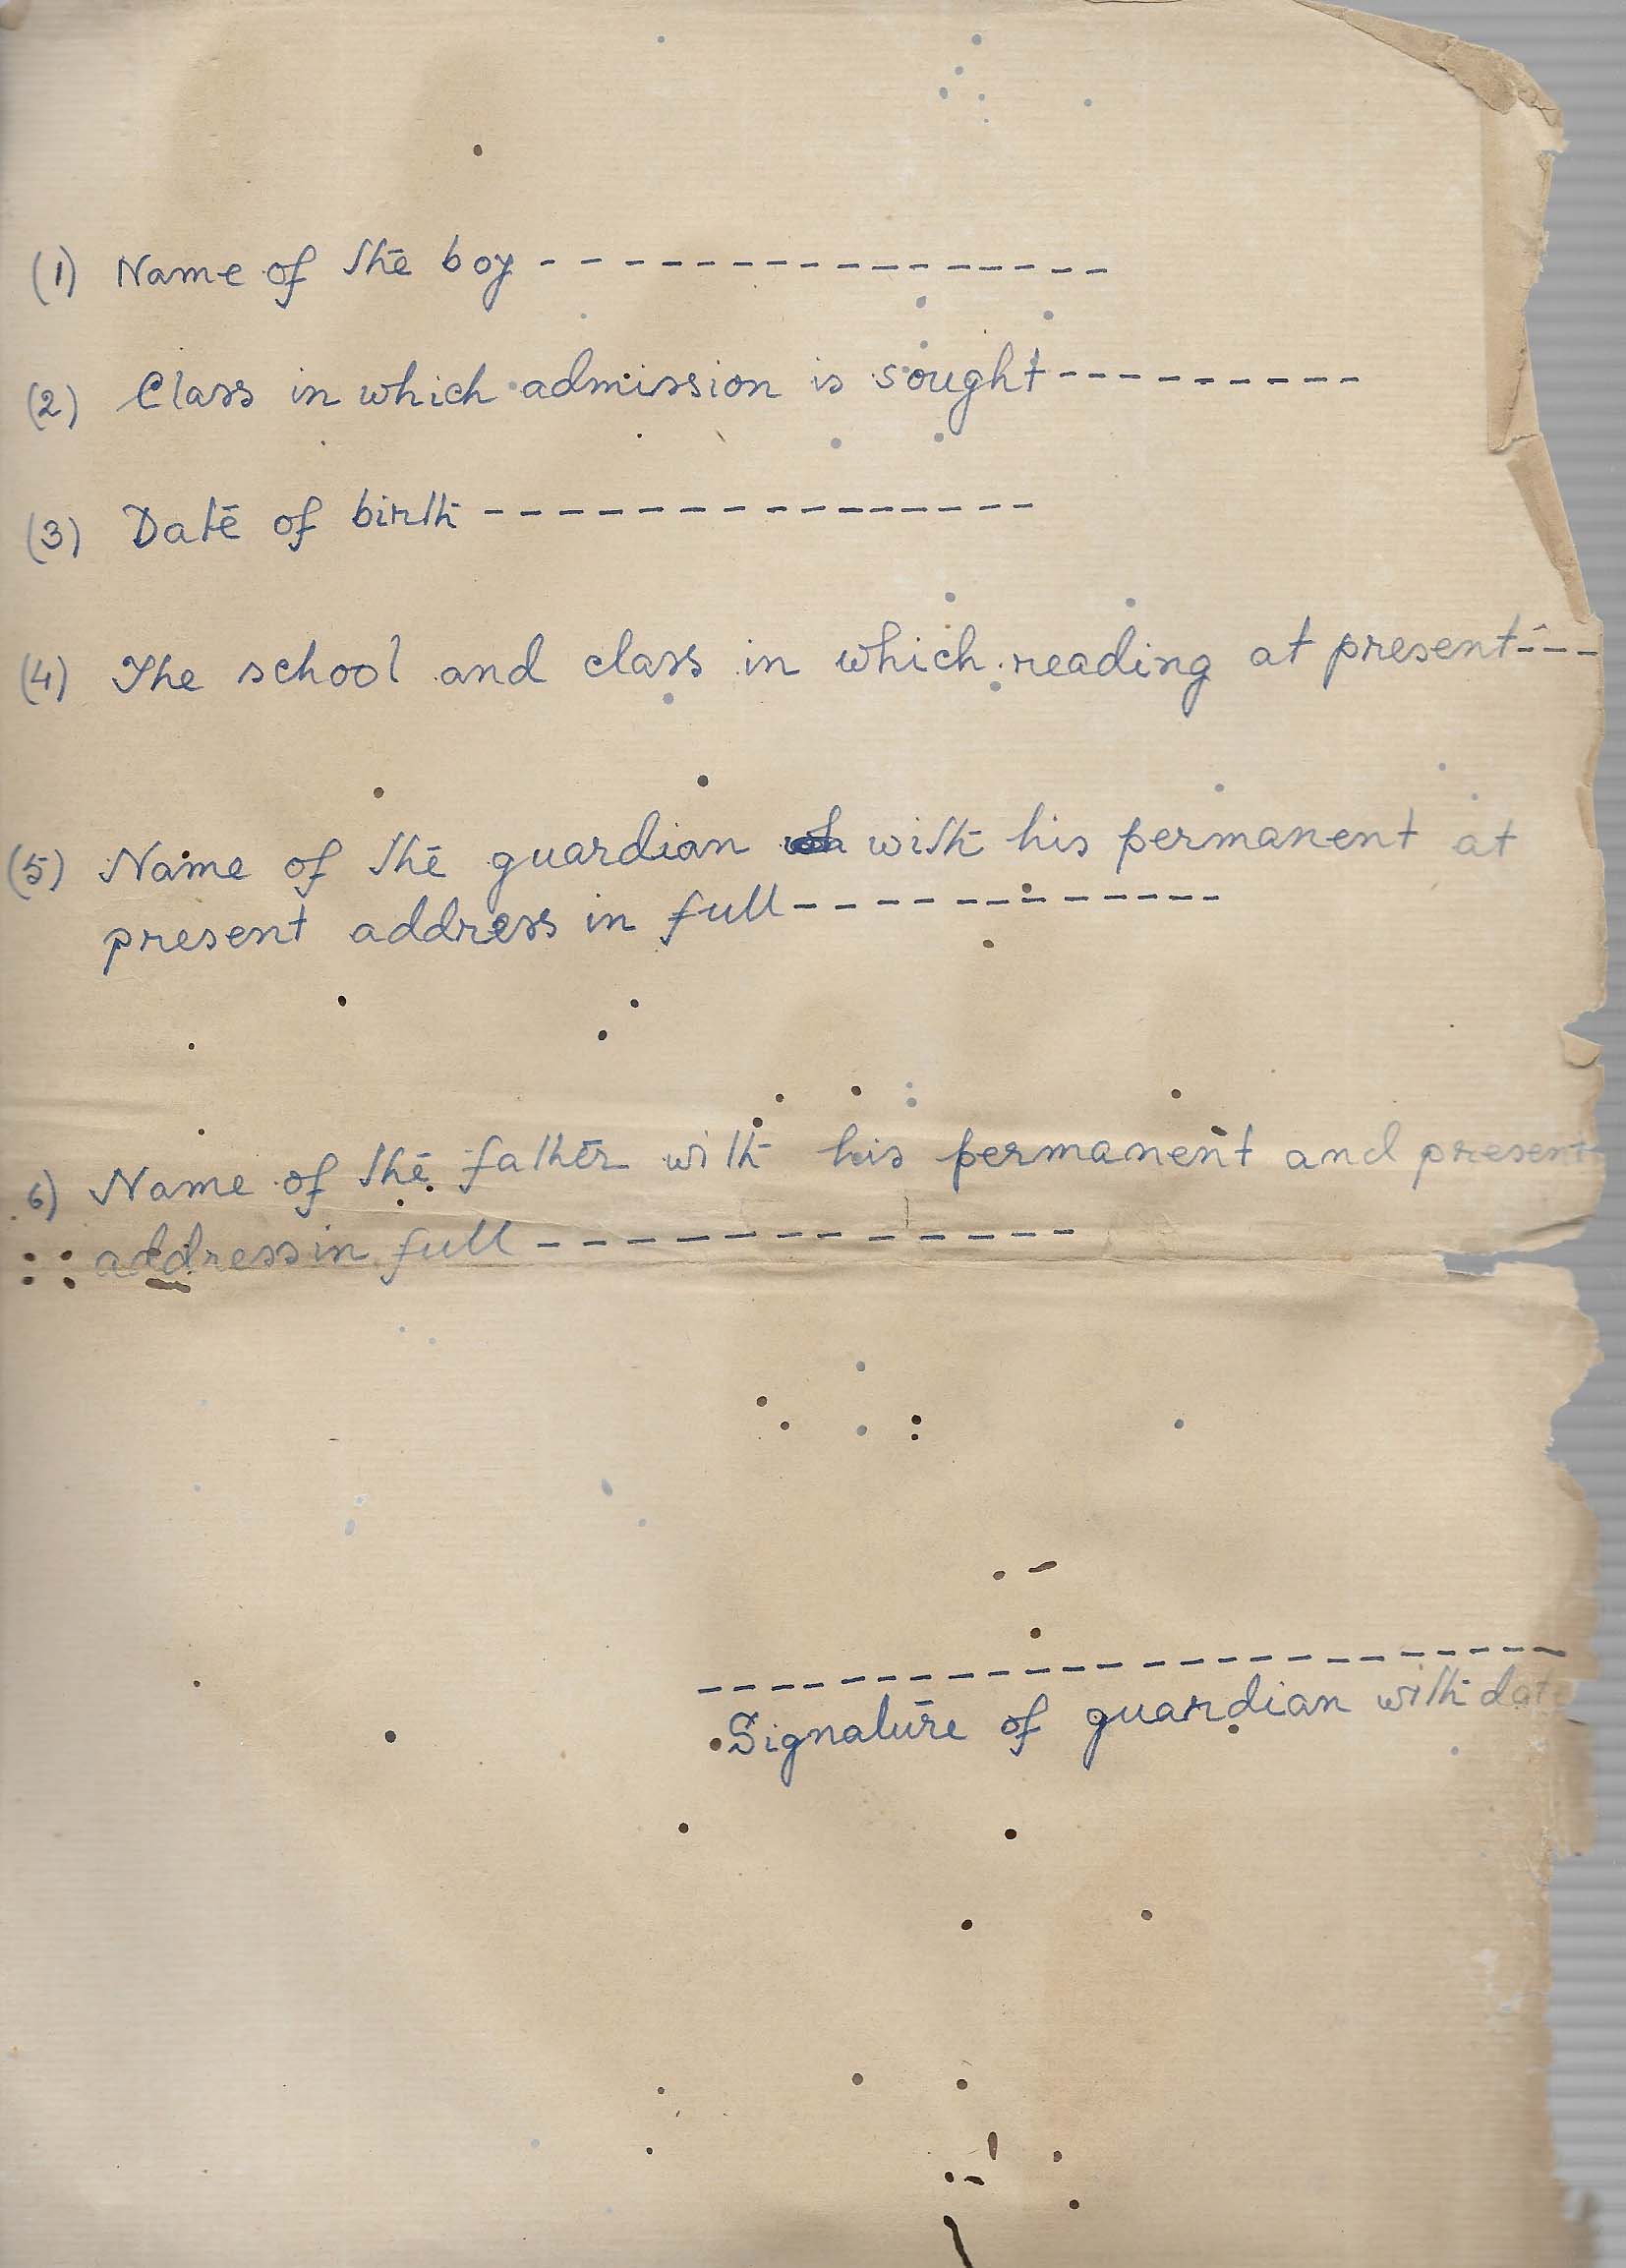 (1) Name of the boy -----------------
(2) Class in which admission is sought ----------
(3) Date of birth -----------------
(4) The school and class in which reading at present ---
(5) Name of the guardian with his permanent at
present address in full -------------
6) Name of the father with his permanent and present
address in full --------------
-------------------------
Signature of guardian with date